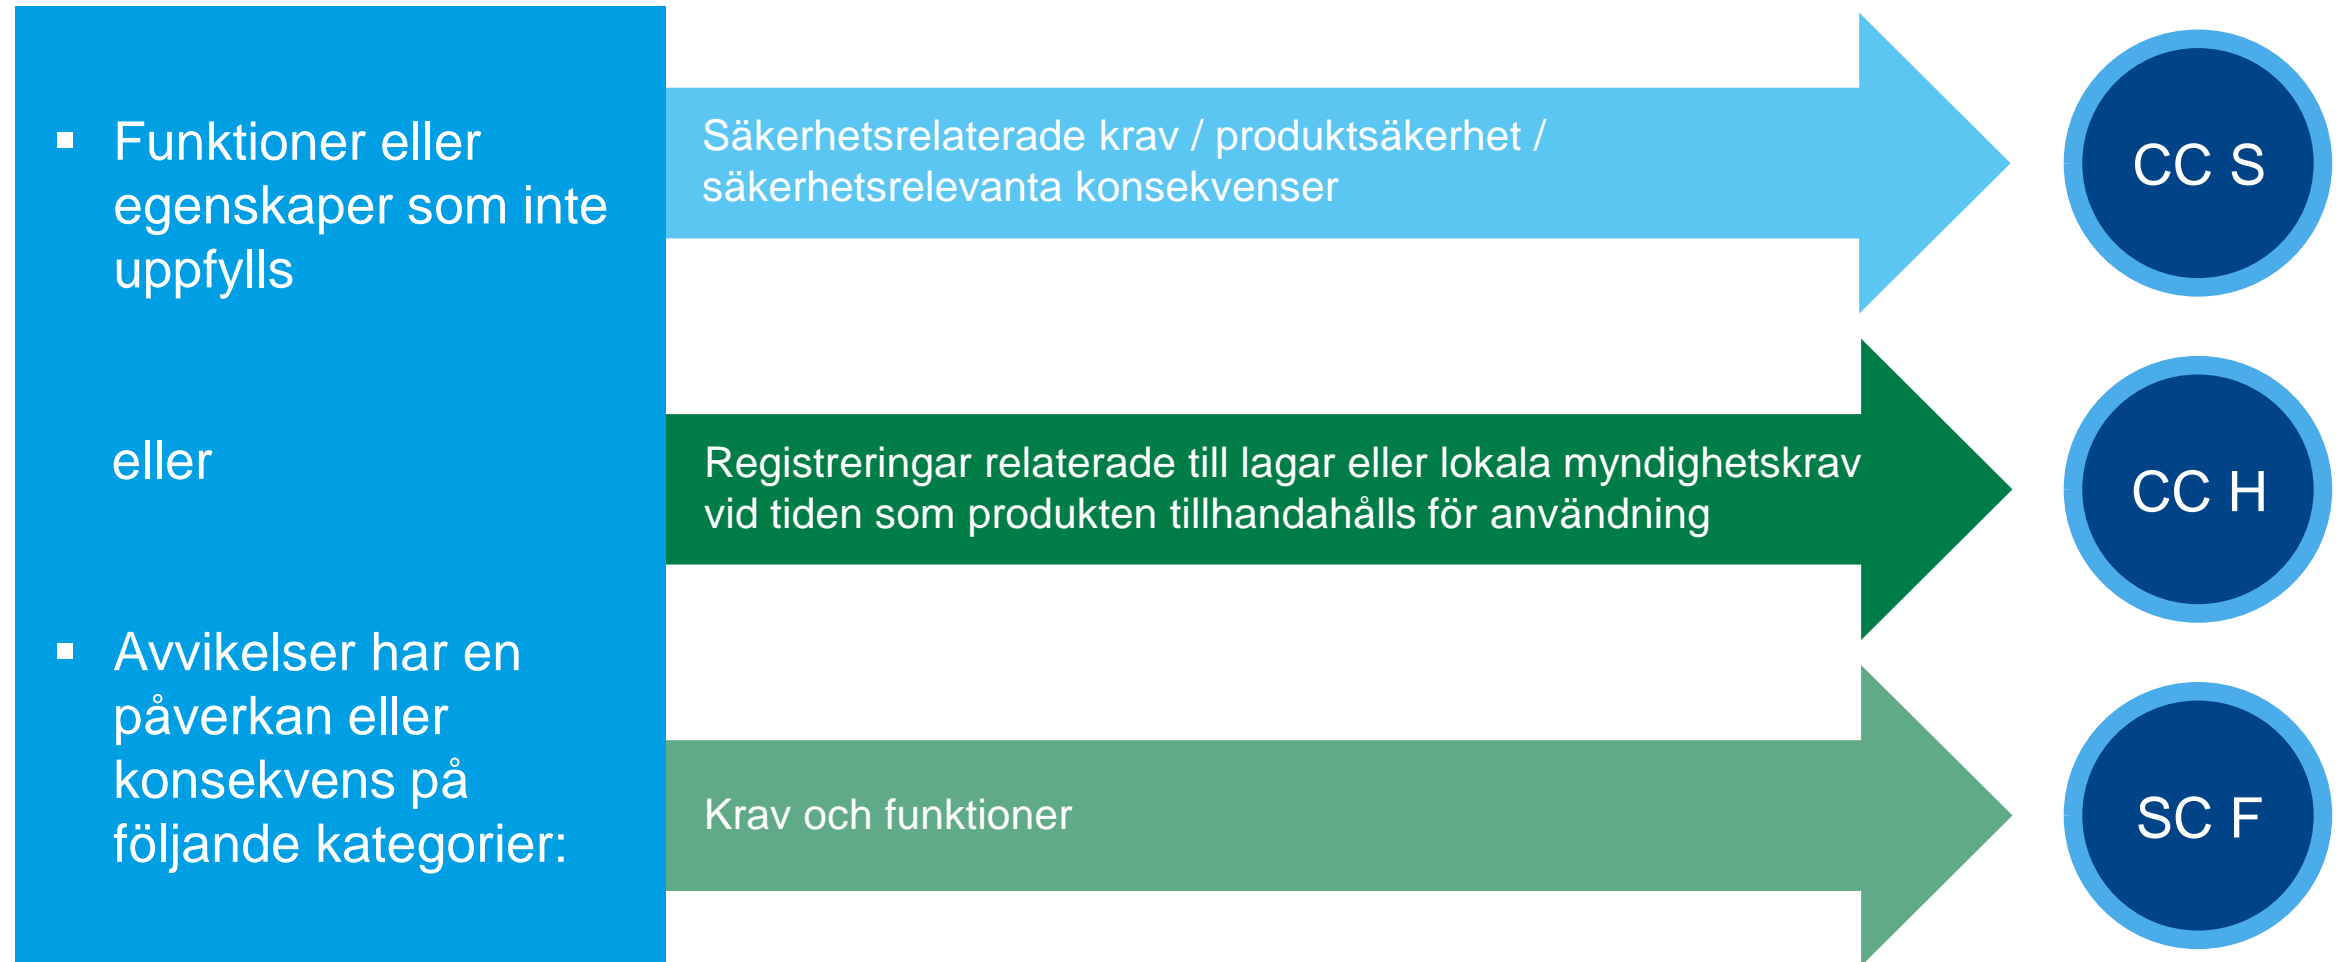 ▪ Funktioner eller
egenskaper som inte
uppfylls
eller
▪ Avvikelser har en
påverkan eller
konsekvens på
följande kategorier:
Säkerhetsrelaterade krav / produktsäkerhet /
säkerhetsrelevanta konsekvenser
CC S
Registreringar relaterade till lagar eller lokala myndighetskrav
vid tiden som produkten tillhandahålls för användning
CC H
Krav och funktioner
SC F